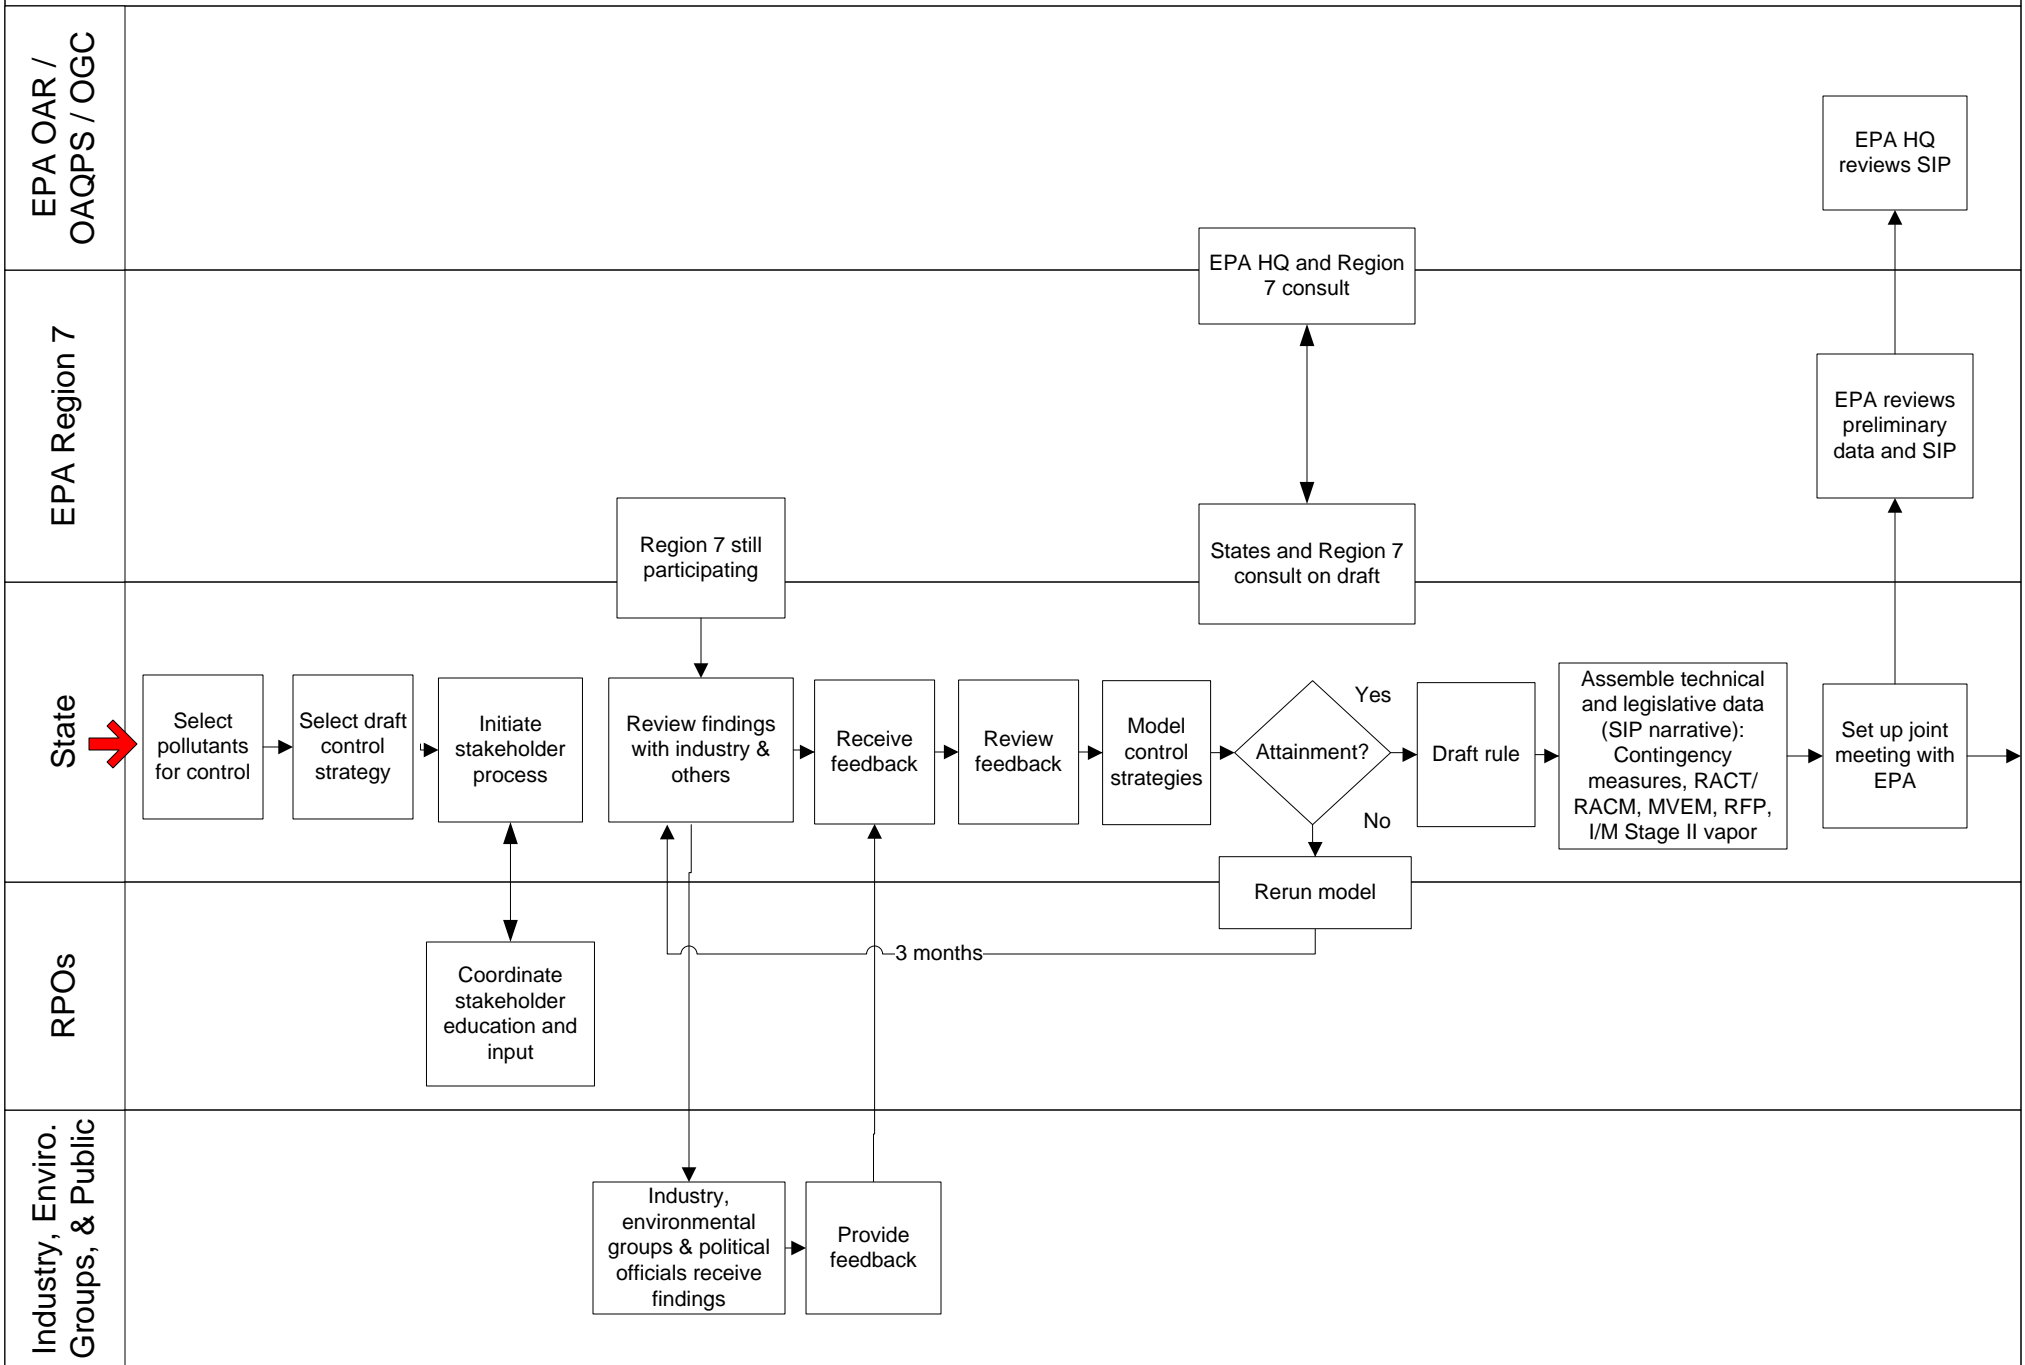 EPA OAR /
OAQPS / OGC
EPA HQ
reviews SIP
EPA HQ and Region
7 consult
EPA Region 7
EPA reviews
preliminary
data and SIP
Region 7 still
participating
States and Region 7
consult on draft
State
Select
pollutants
for control
Select draft
control
strategy
Initiate
stakeholder
process
Review findings
with industry &
others
Receive
feedback
Review
feedback
Model
control
strategies
Attainment?
Yes
No
Draft rule
Assemble technical
and legislative data
(SIP narrative):
Contingency
measures, RACT/
RACM, MVEM, RFP,
I/M Stage II vapor
Set up joint
meeting with
EPA
Rerun model
RPOs
3 months
Coordinate
stakeholder
education and
input
Industry, Enviro.
Groups, & Public
Industry,
environmental
groups & political
officials receive
findings
Provide
feedback